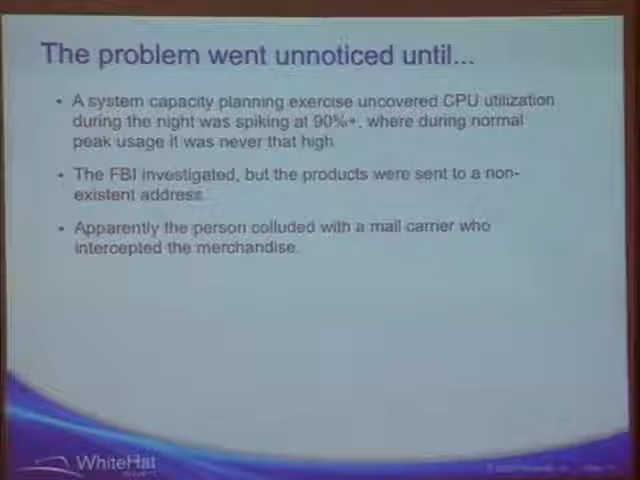 The problem went unnoticed until...
• A system capacity planning exercise uncovered CPU utilization
during the night was spiking at 90%+, where during normal
peak usage it was never that high
• The FBI investigated, but the products were sent to a non-
existent address.
• Apparently the person colluded with a mail carrier who
intercepted the merchandise.
WhiteHat